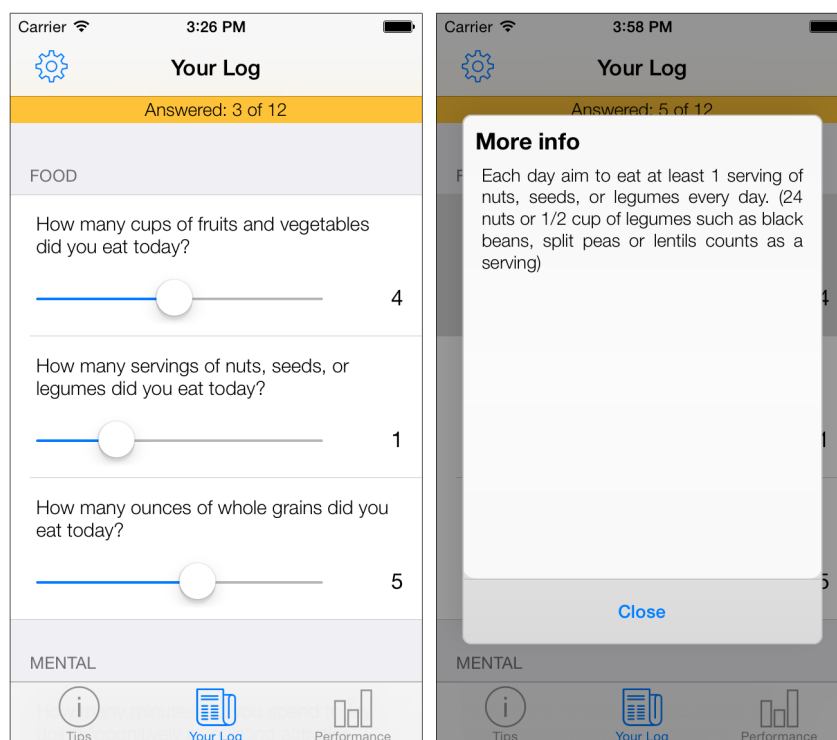 Carrier 3:26 PM
Your Log
Answered: 3 of 12
FOOD
How many cups of fruits and vegetables
did you eat today?
4
How many servings of nuts, seeds, or
legumes did you eat today?
1
How many ounces of whole grains did you
eat today?
5
MENTAL
Tips Your Log Performance
Carrier 3:58 PM
Your Log
Answered: 5 of 12
More info
Each day aim to eat at least 1 serving of
nuts, seeds, or legumes every day. (24
nuts or 1/2 cup of legumes such as black
beans, split peas or lentils counts as a
serving)
F
4
1
5
Close
MENTAL
Tips Your Log Performance